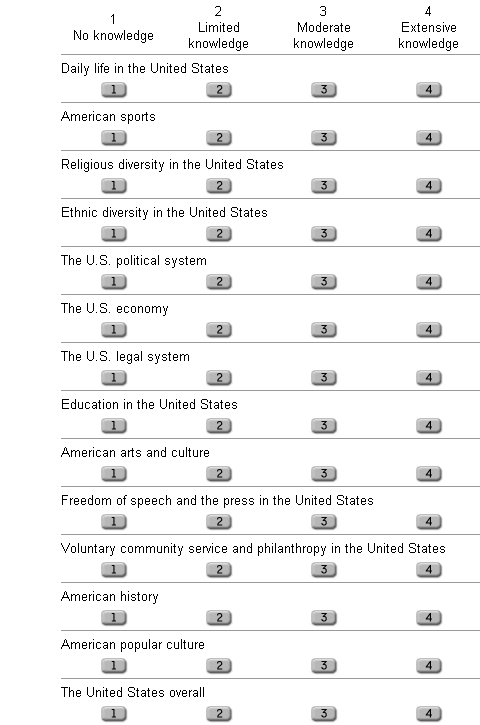 1 2 3 4
No knowledge Limited knowledge Moderate knowledge Extensive knowledge
Daily life in the United States
1 2 3 4
American sports
1 2 3 4
Religious diversity in the United States
1 2 3 4
Ethnic diversity in the United States
1 2 3 4
The U.S. political system
1 2 3 4
The U.S. economy
1 2 3 4
The U.S. legal system
1 2 3 4
Education in the United States
1 2 3 4
American arts and culture
1 2 3 4
Freedom of speech and the press in the United States
1 2 3 4
Voluntary community service and philanthropy in the United States
1 2 3 4
American history
1 2 3 4
American popular culture
1 2 3 4
The United States overall
1 2 3 4